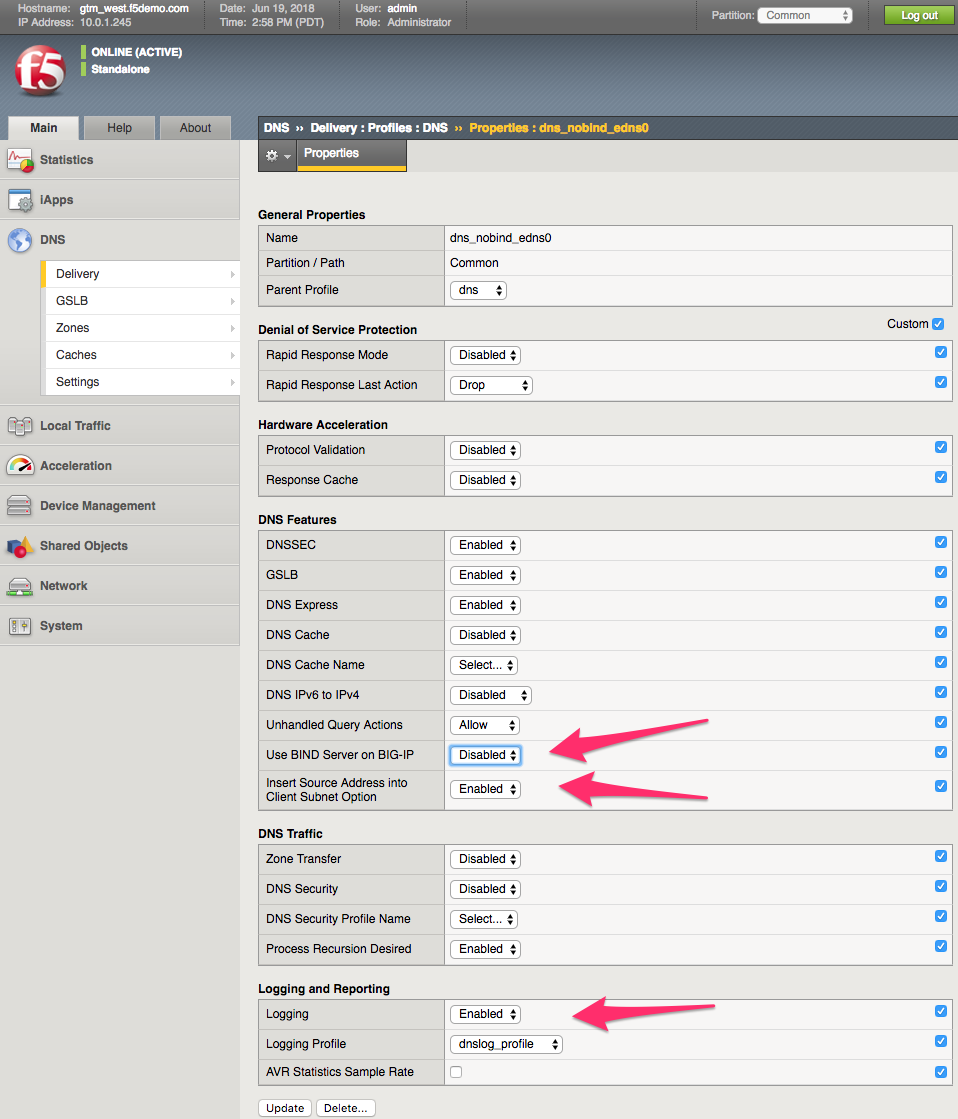 Hostname: gtm_west.f5demo.com Date: Jun 19, 2018 User: admin
IP Address: 10.0.1.245 Time: 2:58 PM (PDT) Role: Administrator
Partition: Common Log out
f5
ONLINE (ACTIVE)
Standalone
Main Help About
DNS ›› Delivery : Profiles : DNS ›› Properties : dns_nobind_edns0
Properties
Statistics
iApps
DNS
Delivery
GSLB
Zones
Caches
Settings
Local Traffic
Acceleration
Device Management
Shared Objects
Network
System
General Properties
Name dns_nobind_edns0
Partition / Path Common
Parent Profile dns
Denial of Service Protection Custom
Rapid Response Mode Disabled
Rapid Response Last Action Drop
Hardware Acceleration
Protocol Validation Disabled
Response Cache Disabled
DNS Features
DNSSEC Enabled
GSLB Enabled
DNS Express Enabled
DNS Cache Disabled
DNS Cache Name Select...
DNS IPv6 to IPv4 Disabled
Unhandled Query Actions Allow
Use BIND Server on BIG-IP Disabled
Insert Source Address into
Client Subnet Option Enabled
DNS Traffic
Zone Transfer Disabled
DNS Security Disabled
DNS Security Profile Name Select...
Process Recursion Desired Enabled
Logging and Reporting
Logging Enabled
Logging Profile dnslog_profile
AVR Statistics Sample Rate
Update Delete...